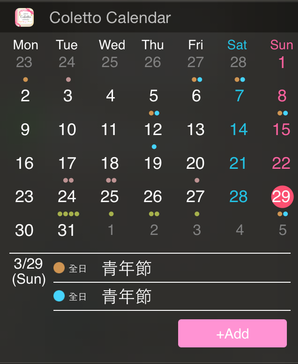 Coletto Calendar
Mon Tue Wed Thu Fri Sat Sun
23 24 25 26 27 28 1
2 3 4 5 6 7 8
9 10 11 12 13 14 15
16 17 18 19 20 21 22
23 24 25 26 27 28 29
30 31 1 2 3 4 5
3/29 全日 青年節
(Sun)
全日 青年節
+Add